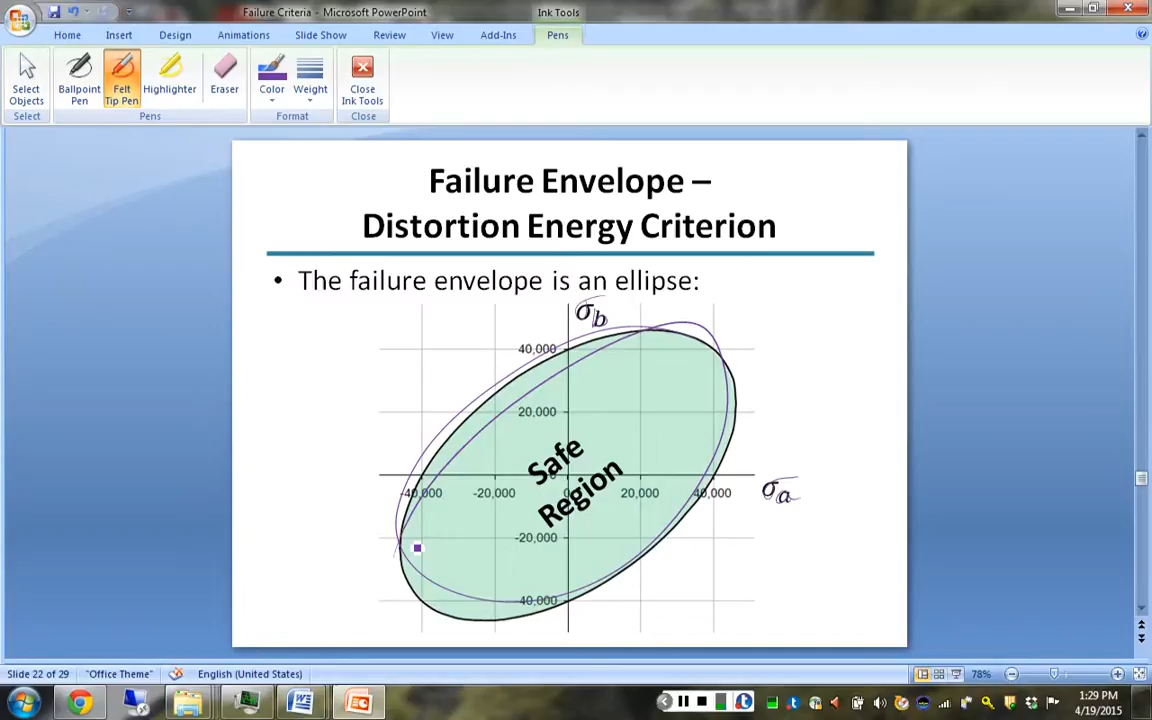 Failure Criteria - Microsoft PowerPoint
Ink Tools
Home Insert Design Animations Slide Show Review View Add-Ins Pens
Select Objects
Ballpoint Pen
Felt Tip Pen
Highlighter
Eraser
Color
Weight
Close Ink Tools
Select Pens Format Close
Failure Envelope –
Distortion Energy Criterion
• The failure envelope is an ellipse:
σb
40,000
20,000
Safe
Region
-40,000 -20,000 0 20,000 40,000
σa
-20,000
40,000
Slide 22 of 29 "Office Theme" English (United States) 78%
1:29 PM
4/19/2015